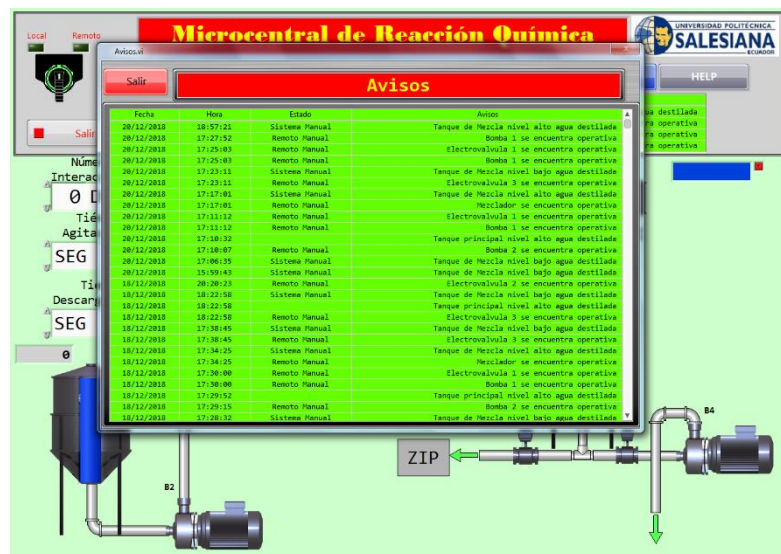 Microcentral de Reacción Química
UNIVERSIDAD POLITÉCNICA
SALESIANA
ECUADOR
Local Remoto
Avisos.vi
Salir
Avisos
HELP
Salir
Fecha Hora Estado Avisos
20/12/2018 18:57:21 Sistema Manual Tanque de Mezcla nivel alto agua destilada
20/12/2018 17:27:52 Remoto Manual Bomba 1 se encuentra operativa
20/12/2018 17:25:03 Remoto Manual Electrovalvula 1 se encuentra operativa
20/12/2018 17:25:03 Remoto Manual Bomba 1 se encuentra operativa
20/12/2018 17:23:11 Sistema Manual Tanque de Mezcla nivel bajo agua destilada
20/12/2018 17:23:11 Remoto Manual Electrovalvula 3 se encuentra operativa
20/12/2018 17:17:01 Sistema Manual Tanque de Mezcla nivel alto agua destilada
20/12/2018 17:17:01 Remoto Manual Mezclador se encuentra operativa
20/12/2018 17:11:12 Remoto Manual Electrovalvula 1 se encuentra operativa
20/12/2018 17:11:12 Remoto Manual Bomba 1 se encuentra operativa
20/12/2018 17:10:32 Tanque principal nivel alto agua destilada
20/12/2018 17:10:07 Remoto Manual Bomba 2 se encuentra operativa
20/12/2018 17:06:35 Sistema Manual Tanque de Mezcla nivel bajo agua destilada
20/12/2018 15:59:43 Sistema Manual Tanque de Mezcla nivel bajo agua destilada
18/12/2018 20:20:23 Remoto Manual Electrovalvula 2 se encuentra operativa
18/12/2018 18:22:58 Sistema Manual Tanque de Mezcla nivel bajo agua destilada
18/12/2018 18:22:58 Tanque principal nivel alto agua destilada
18/12/2018 18:22:58 Remoto Manual Electrovalvula 3 se encuentra operativa
18/12/2018 17:38:45 Sistema Manual Tanque de Mezcla nivel bajo agua destilada
18/12/2018 17:38:45 Remoto Manual Electrovalvula 3 se encuentra operativa
18/12/2018 17:34:25 Sistema Manual Tanque de Mezcla nivel alto agua destilada
18/12/2018 17:34:25 Remoto Manual Mezclador se encuentra operativa
18/12/2018 17:30:00 Remoto Manual Electrovalvula 1 se encuentra operativa
18/12/2018 17:30:00 Remoto Manual Bomba 1 se encuentra operativa
18/12/2018 17:29:52 Tanque principal nivel alto agua destilada
18/12/2018 17:29:15 Remoto Manual Bomba 2 se encuentra operativa
18/12/2018 17:28:32 Sistema Manual Tanque de Mezcla nivel bajo agua destilada
ua destilada
ra operativa
ra operativa
ra operativa
Núme
Interac
0 D
Tié
Agita
SEG
Ti
Descar
SEG
0
B2
ZIP
B4